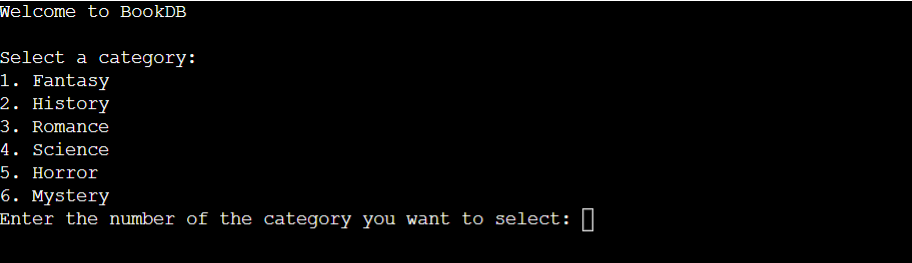 Welcome to BookDB
Select a category:
1. Fantasy
2. History
3. Romance
4. Science
5. Horror
6. Mystery
Enter the number of the category you want to select: